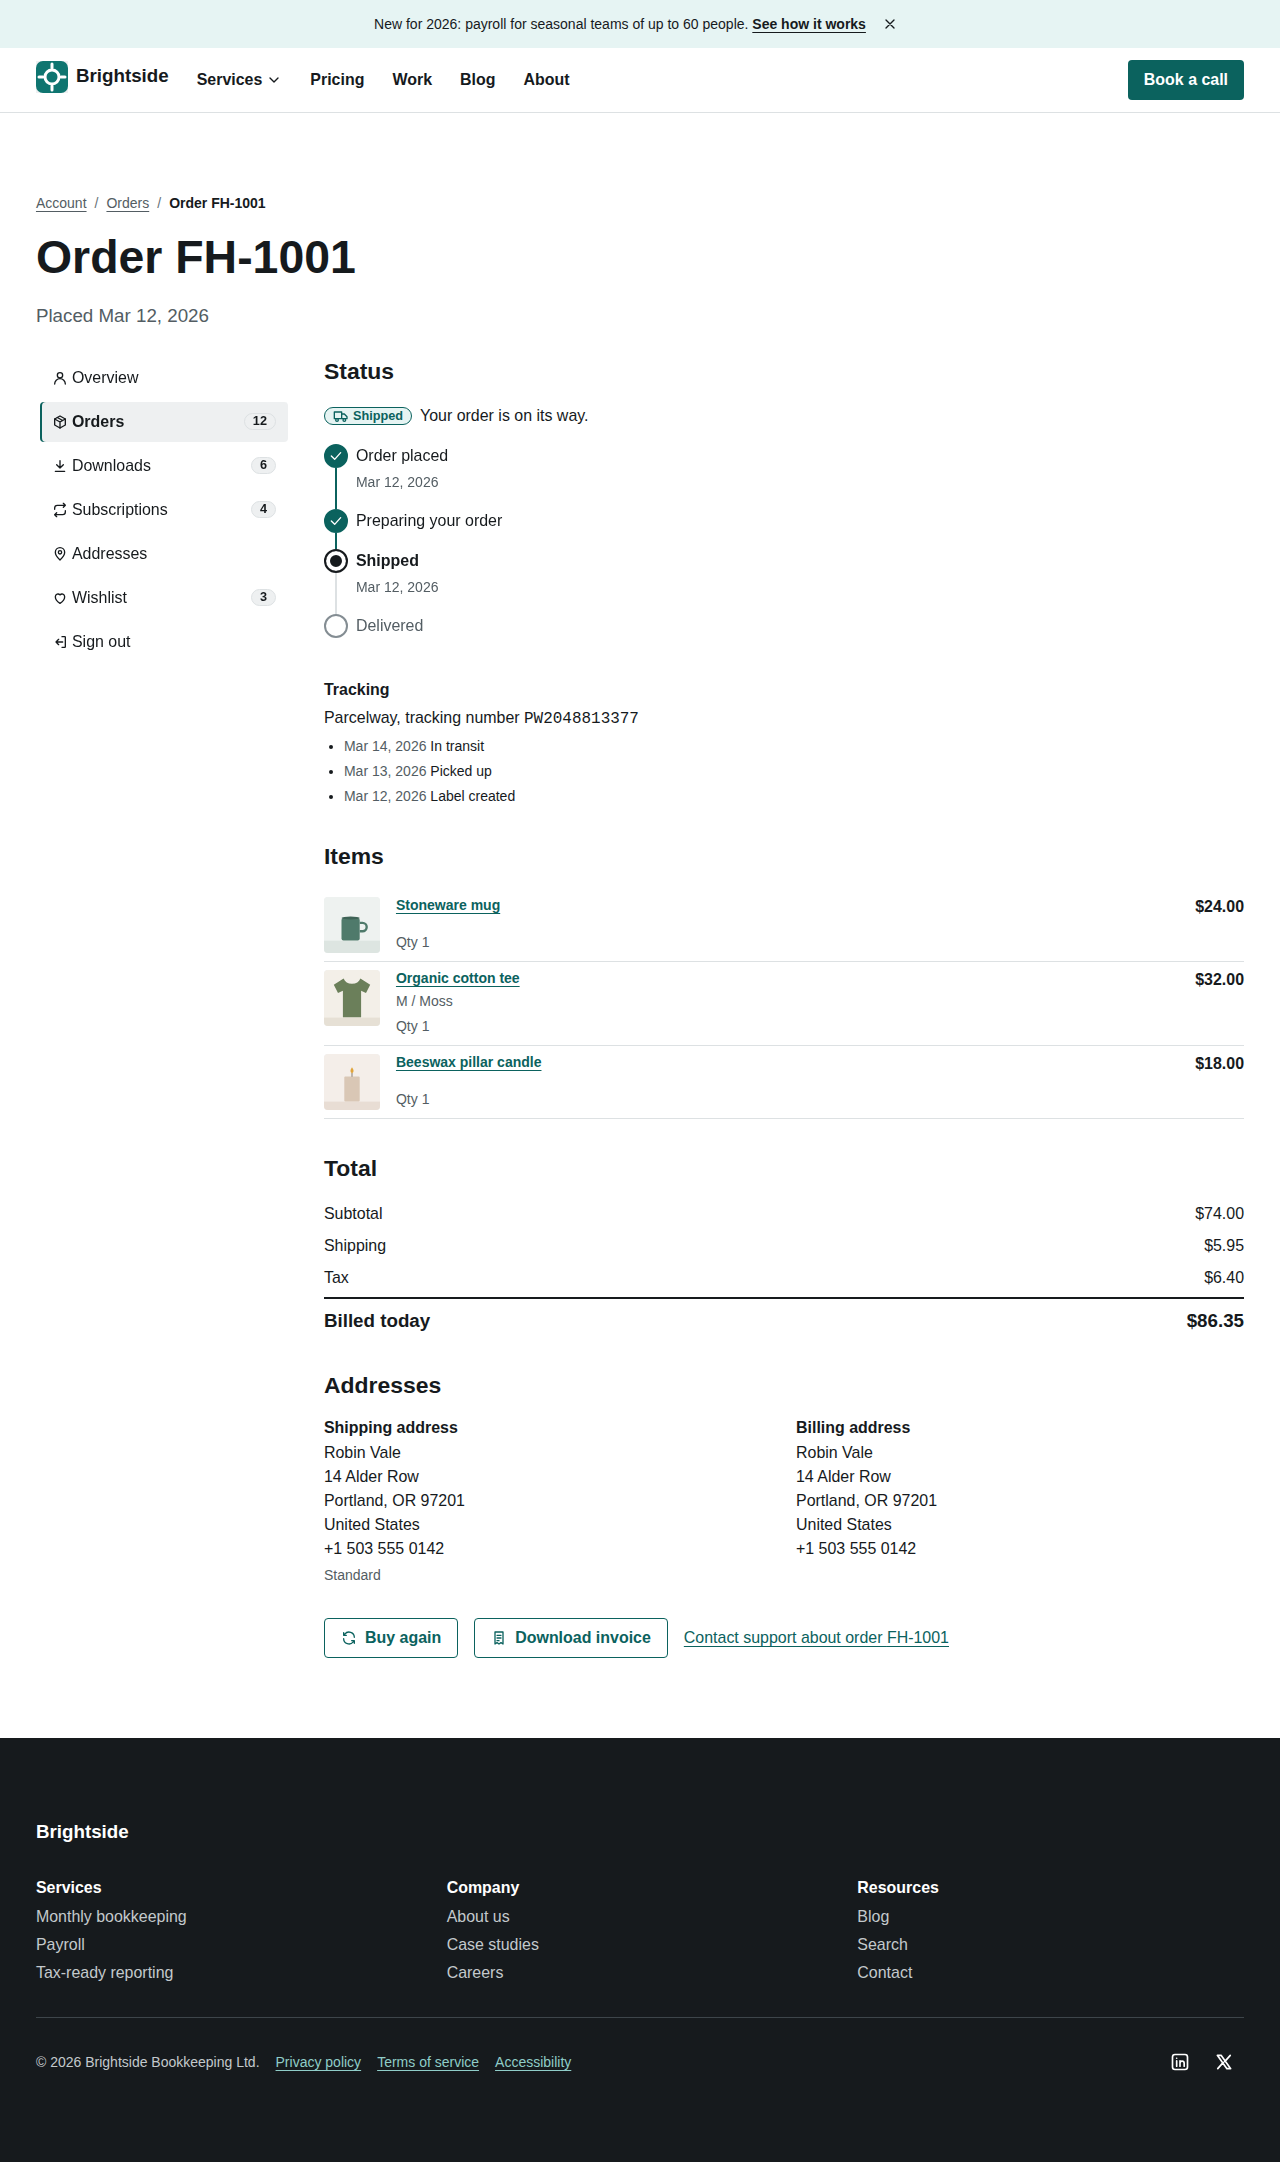 New for 2026: payroll for seasonal teams of up to 60 people. See how it works
Brightside
Services
Pricing
Work
Blog
About
Book a call
Account / Orders / Order FH-1001
Order FH-1001
Placed Mar 12, 2026
Overview
Orders 12
Downloads 6
Subscriptions 4
Addresses
Wishlist 3
Sign out
Status
Shipped Your order is on its way.
Order placed
Mar 12, 2026
Preparing your order
Shipped
Mar 12, 2026
Delivered
Tracking
Parcelway, tracking number PW2048813377
Mar 14, 2026 In transit
Mar 13, 2026 Picked up
Mar 12, 2026 Label created
Items
Stoneware mug $24.00
Qty 1
Organic cotton tee $32.00
M / Moss
Qty 1
Beeswax pillar candle $18.00
Qty 1
Total
Subtotal $74.00
Shipping $5.95
Tax $6.40
Billed today $86.35
Addresses
Shipping address
Robin Vale
14 Alder Row
Portland, OR 97201
United States
+1 503 555 0142
Standard
Billing address
Robin Vale
14 Alder Row
Portland, OR 97201
United States
+1 503 555 0142
Buy again
Download invoice
Contact support about order FH-1001
Brightside
Services
Monthly bookkeeping
Payroll
Tax-ready reporting
Company
About us
Case studies
Careers
Resources
Blog
Search
Contact
© 2026 Brightside Bookkeeping Ltd. Privacy policy Terms of service Accessibility